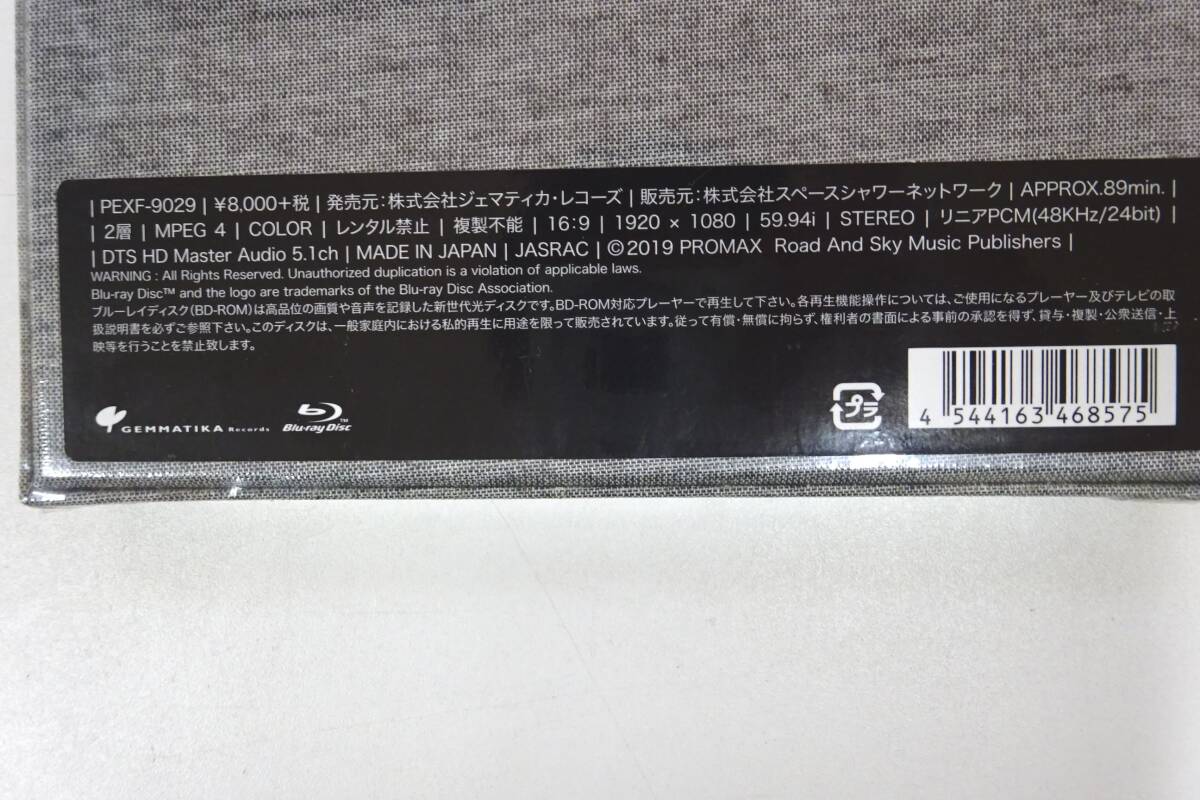 | PEXF-9029 | ¥8,000+税 | 発売元:株式会社ジェマティカ・レコーズ | 販売元:株式会社スペースシャワーネットワーク | APPROX.89min. |
| 2層 | MPEG 4 | COLOR | レンタル禁止 | 複製不能 | 16:9 | 1920 × 1080 | 59.94i | STEREO | リニアPCM(48KHz/24bit) |
| DTS HD Master Audio 5.1ch | MADE IN JAPAN | JASRAC | ©2019 PROMAX Road And Sky Music Publishers |
WARNING : All Rights Reserved. Unauthorized duplication is a violation of applicable laws.
Blu-ray Disc™ and the logo are trademarks of the Blu-ray Disc Association.
ブルーレイディスク(BD-ROM)は高品位の画質や音声を記録した新世代光ディスクです。BD-ROM対応プレーヤーで再生して下さい。各再生機能操作については、ご使用になるプレーヤー及びテレビの取
扱説明書を必ずご参照下さい。このディスクは、一般家庭内における私的再生に用途を限って販売されています。従って有償・無償に拘らず、権利者の書面による事前の承認を得ず、貸与・複製・公衆送信・上
映等を行うことを禁止致します。
GEMMATIKA Records
Blu-ray Disc™
プラ
4 544163 468575